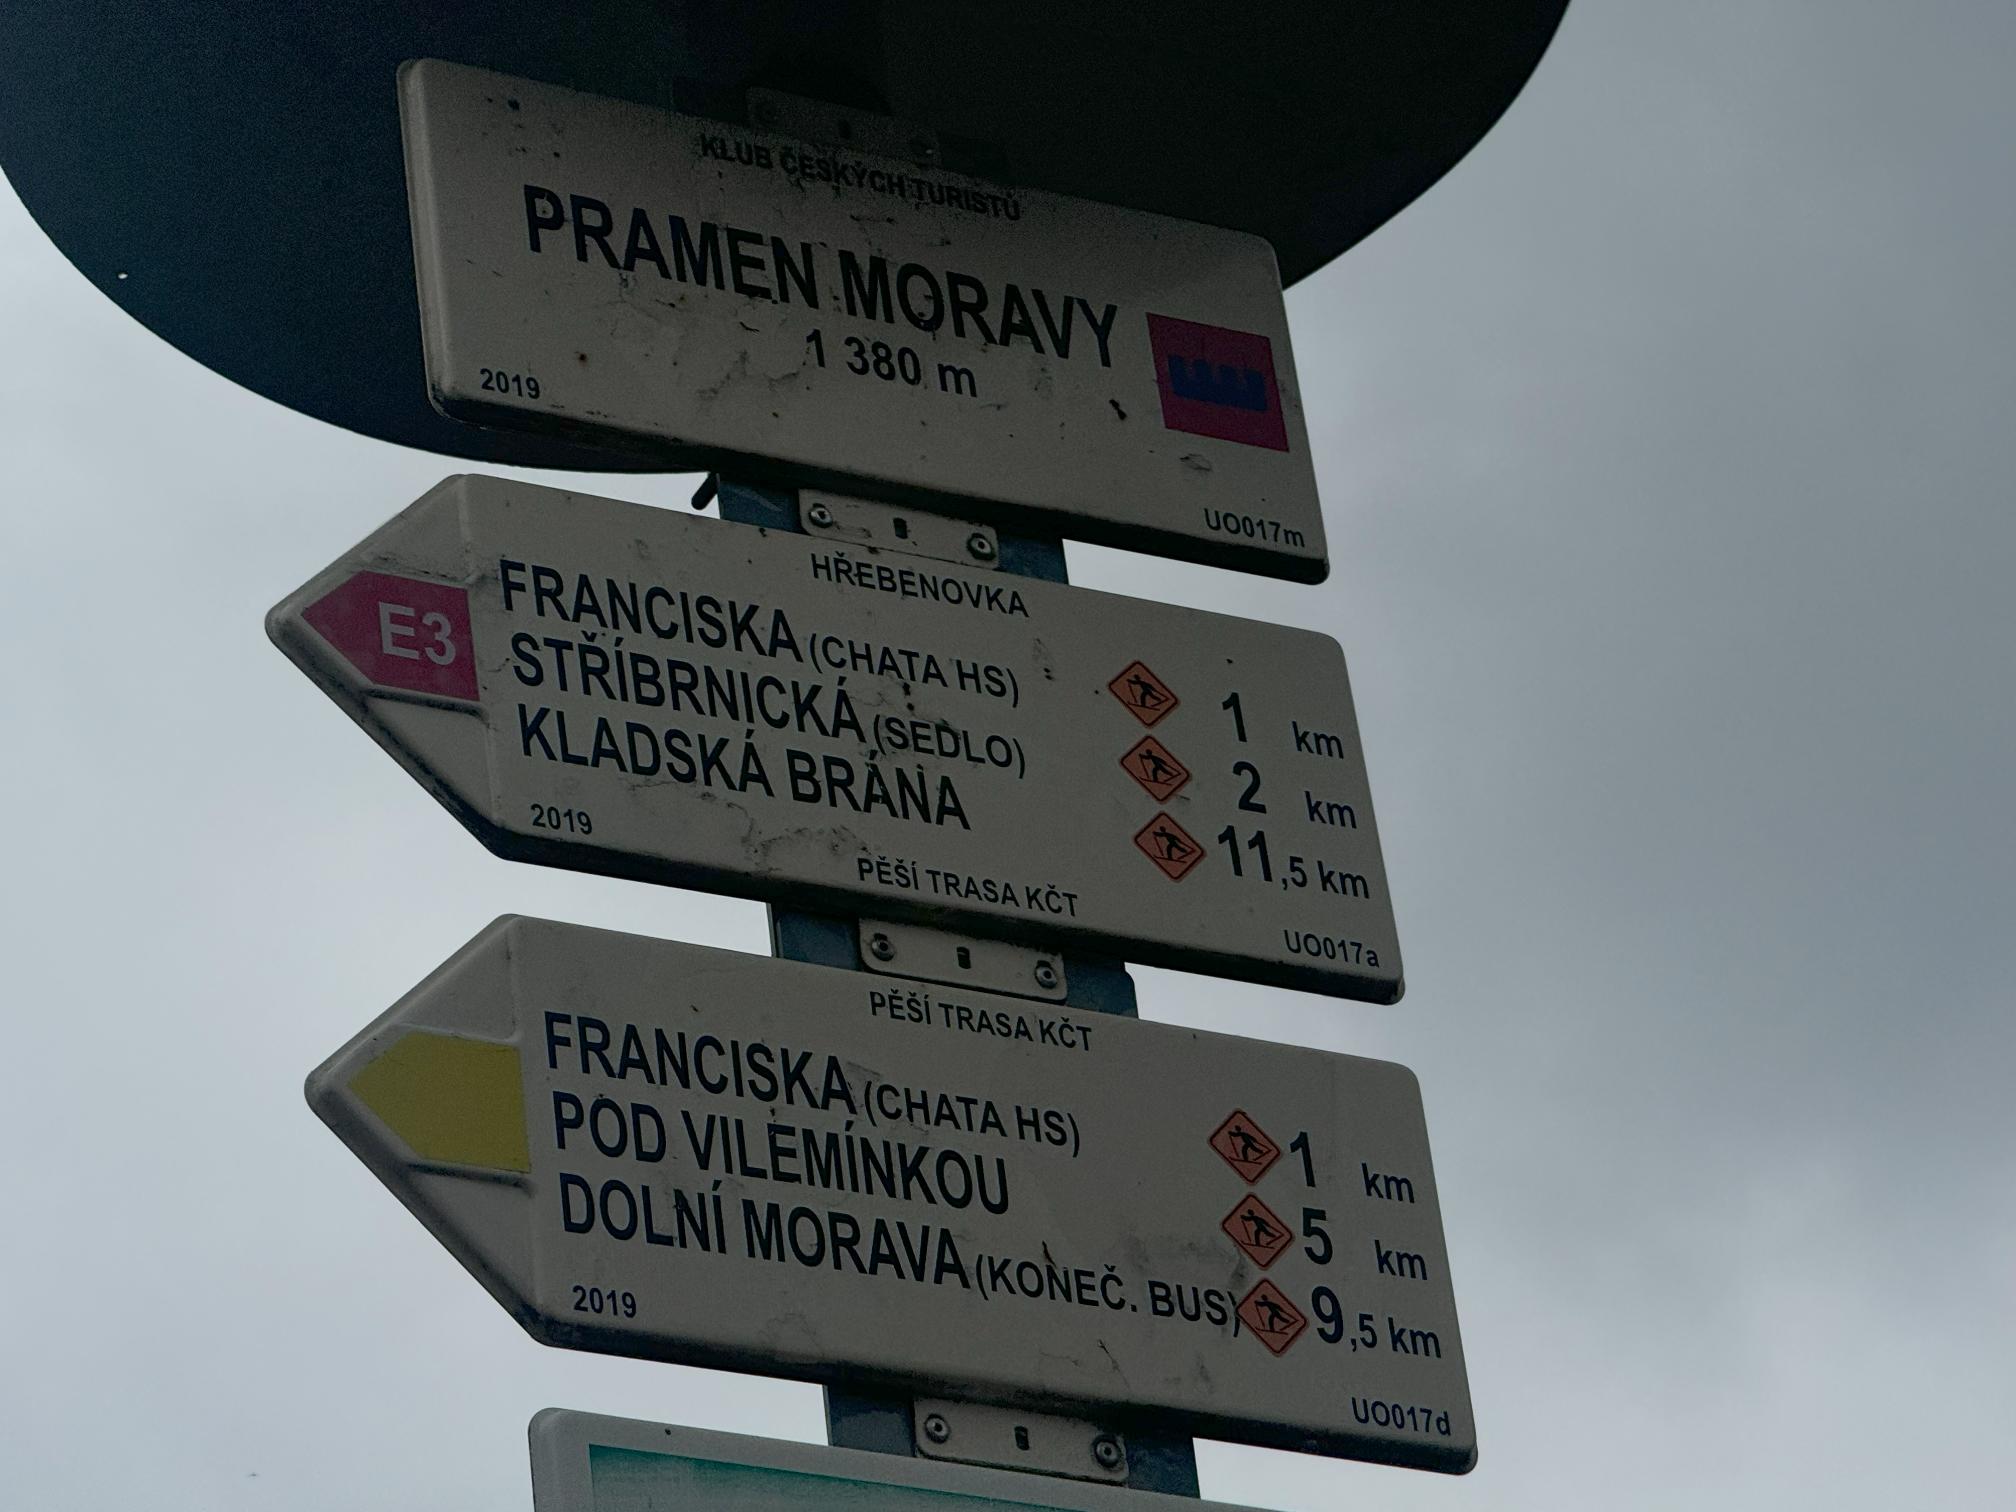 KLUB ČESKÝCH TURISTŮ
PRAMEN MORAVY
1 380 m
2019
UO017m
HŘEBENOVKA
E3
FRANCISKA (CHATA HS) 1 km
STŘÍBRNICKÁ (SEDLO) 2 km
KLADSKÁ BRÁNA 11,5 km
2019
PĚŠÍ TRASA KČT
UO017a
PĚŠÍ TRASA KČT
FRANCISKA (CHATA HS) 1 km
POD VILEMÍNKOU 5 km
DOLNÍ MORAVA (KONEČ. BUS) 9,5 km
2019
UO017d